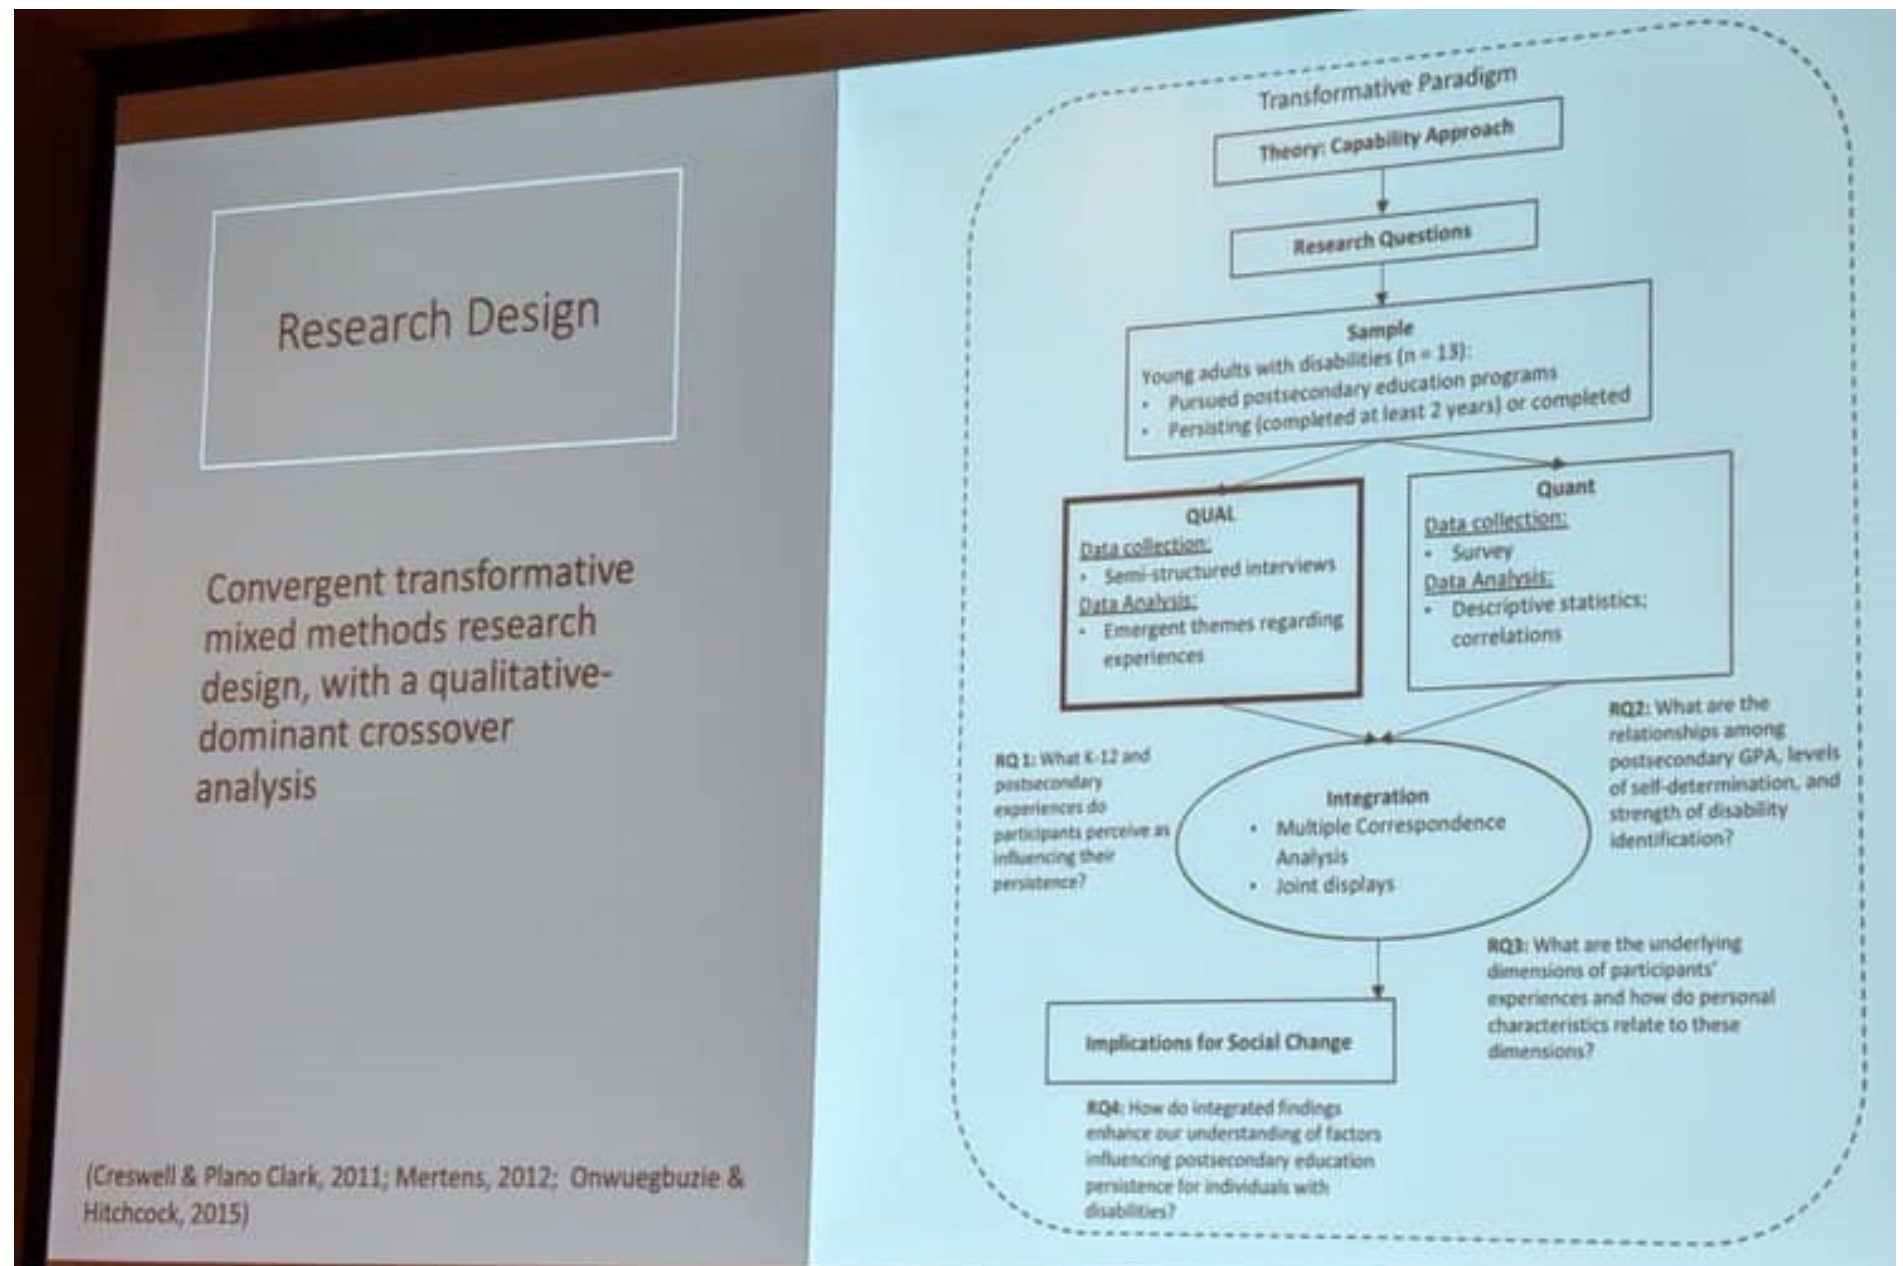 Research Design
Convergent transformative
mixed methods research
design, with a qualitative-
dominant crossover
analysis
(Creswell & Plano Clark, 2011; Mertens, 2012; Onwuegbuzie &
Hitchcock, 2015)
Transformative Paradigm
Theory: Capability Approach
Research Questions
Sample
Young adults with disabilities (n = 13):
• Pursued postsecondary education programs
• Persisting (completed at least 2 years) or completed
QUAL
Data collection:
• Semi-structured interviews
Data Analysis:
• Emergent themes regarding
experiences
Quant
Data collection:
• Survey
Data Analysis:
• Descriptive statistics;
correlations
RQ 1: What K-12 and
postsecondary
experiences do
participants perceive as
influencing their
persistence?
RQ2: What are the
relationships among
postsecondary GPA, levels
of self-determination, and
strength of disability
identification?
Integration
• Multiple Correspondence
Analysis
• Joint displays
RQ3: What are the underlying
dimensions of participants'
experiences and how do personal
characteristics relate to these
dimensions?
Implications for Social Change
RQ4: How do integrated findings
enhance our understanding of factors
influencing postsecondary education
persistence for individuals with
disabilities?